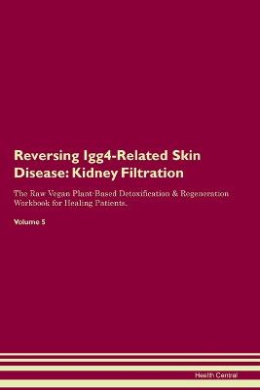 Reversing Igg4-Related Skin
Disease: Kidney Filtration
The Raw Vegan Plant-Based Detoxification & Regeneration
Workbook for Healing Patients.
Volume 5
Health Central